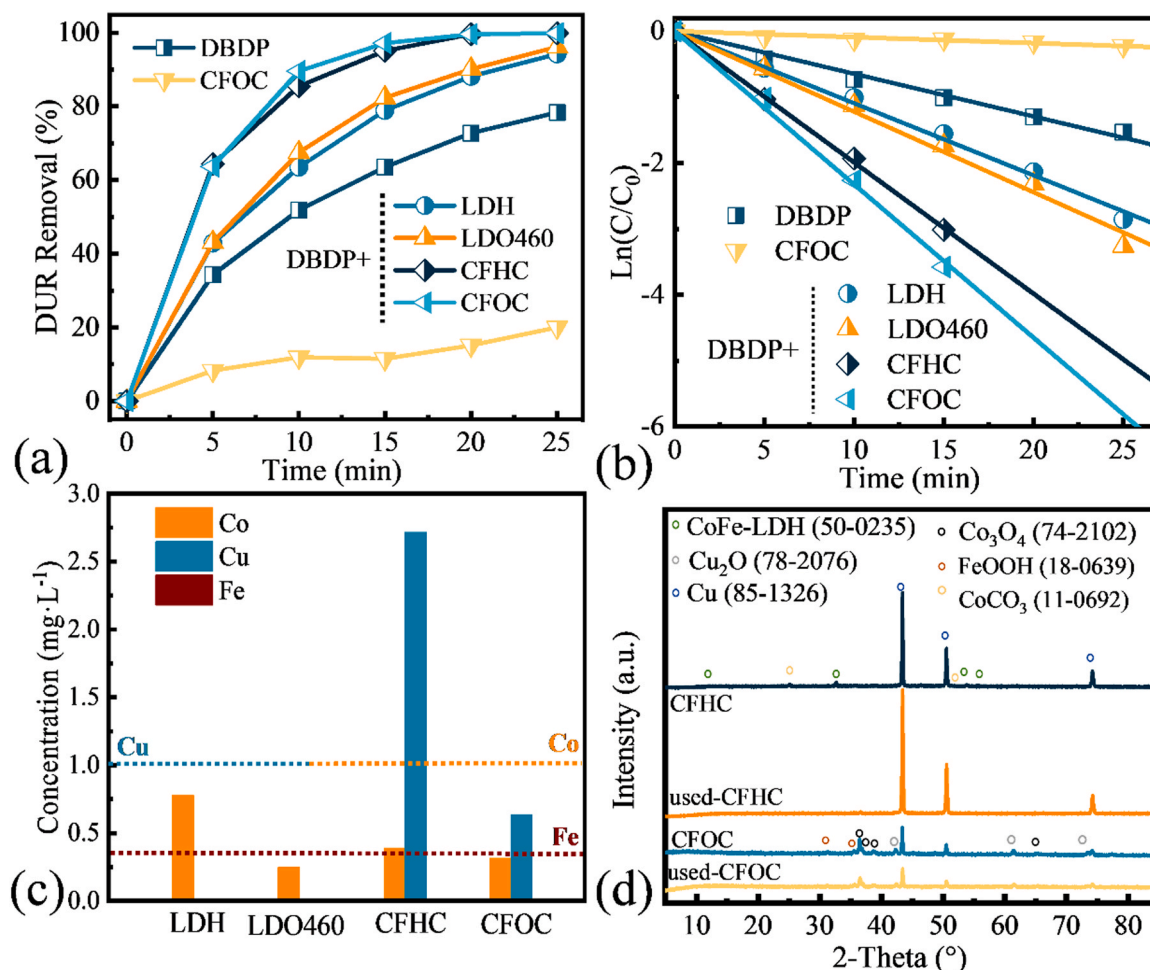 DUR Removal (%)
100
80
60
40
20
0
DBDP
CFOC
DBDP+
LDH
LDO460
CFHC
CFOC
0 5 10 15 20 25
Time (min)
(a)
Ln(C/C₀)
-0
-2
-4
-6
DBDP
CFOC
DBDP+
LDH
LDO460
CFHC
CFOC
5 10 15 20 25
Time (min)
(b)
Concentration (mg·L⁻¹)
3.0
2.5
2.0
1.5
1.0
0.5
0.0
Co
Cu
Fe
Cu
Co
Fe
LDH LDO460 CFHC CFOC
(c)
Intensity (a.u.)
CoFe-LDH (50-0235)
Cu₂O (78-2076)
Cu (85-1326)
Co₃O₄ (74-2102)
FeOOH (18-0639)
CoCO₃ (11-0692)
CFHC
used-CFHC
CFOC
used-CFOC
10 20 30 40 50 60 70 80
2-Theta (°)
(d)